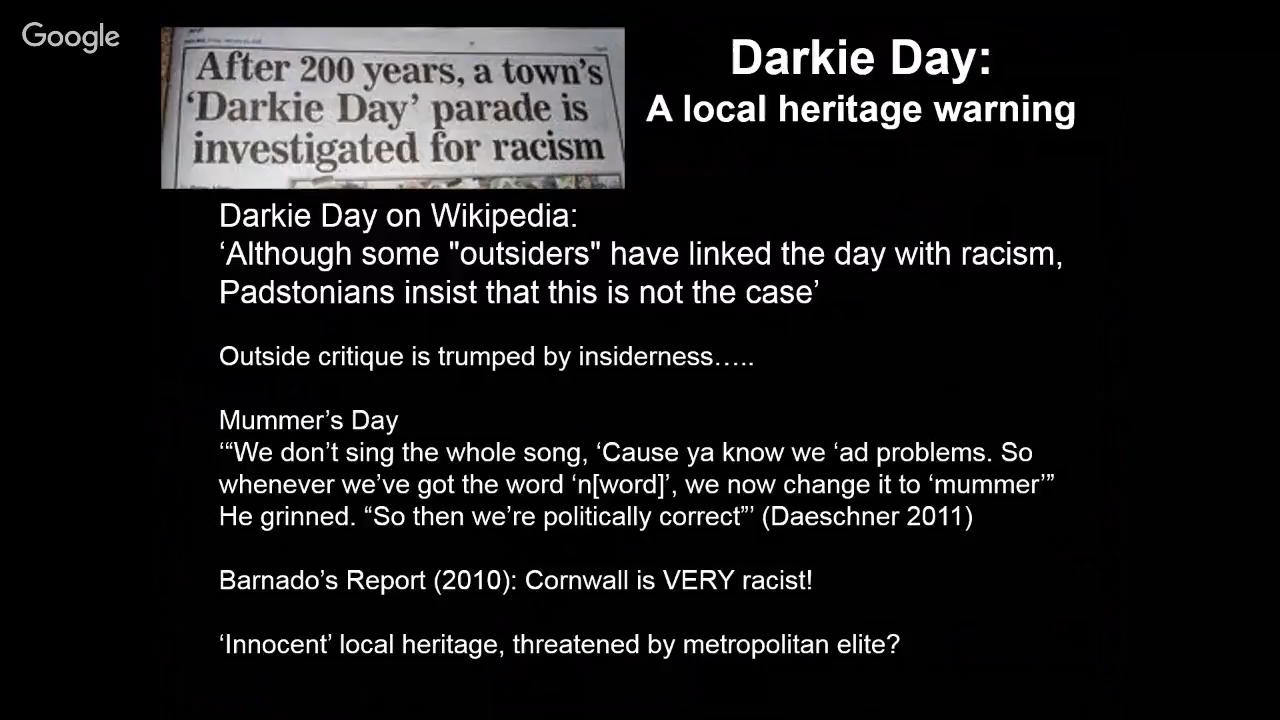 Google
After 200 years, a town's
'Darkie Day' parade is
investigated for racism
Darkie Day:
A local heritage warning
Darkie Day on Wikipedia:
‘Although some "outsiders" have linked the day with racism,
Padstonians insist that this is not the case’
Outside critique is trumped by insiderness…..
Mummer’s Day
‘“We don’t sing the whole song, ‘Cause ya know we ‘ad problems. So
whenever we’ve got the word ‘n[word]’, we now change it to ‘mummer’”
He grinned. “So then we’re politically correct”’ (Daeschner 2011)
Barnado’s Report (2010): Cornwall is VERY racist!
‘Innocent’ local heritage, threatened by metropolitan elite?